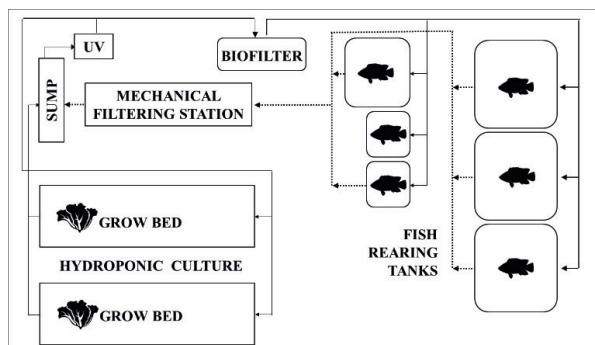 UV
BIOFILTER
SUMP
MECHANICAL
FILTERING STATION
GROW BED
HYDROPONIC CULTURE
GROW BED
FISH
REARING
TANKS